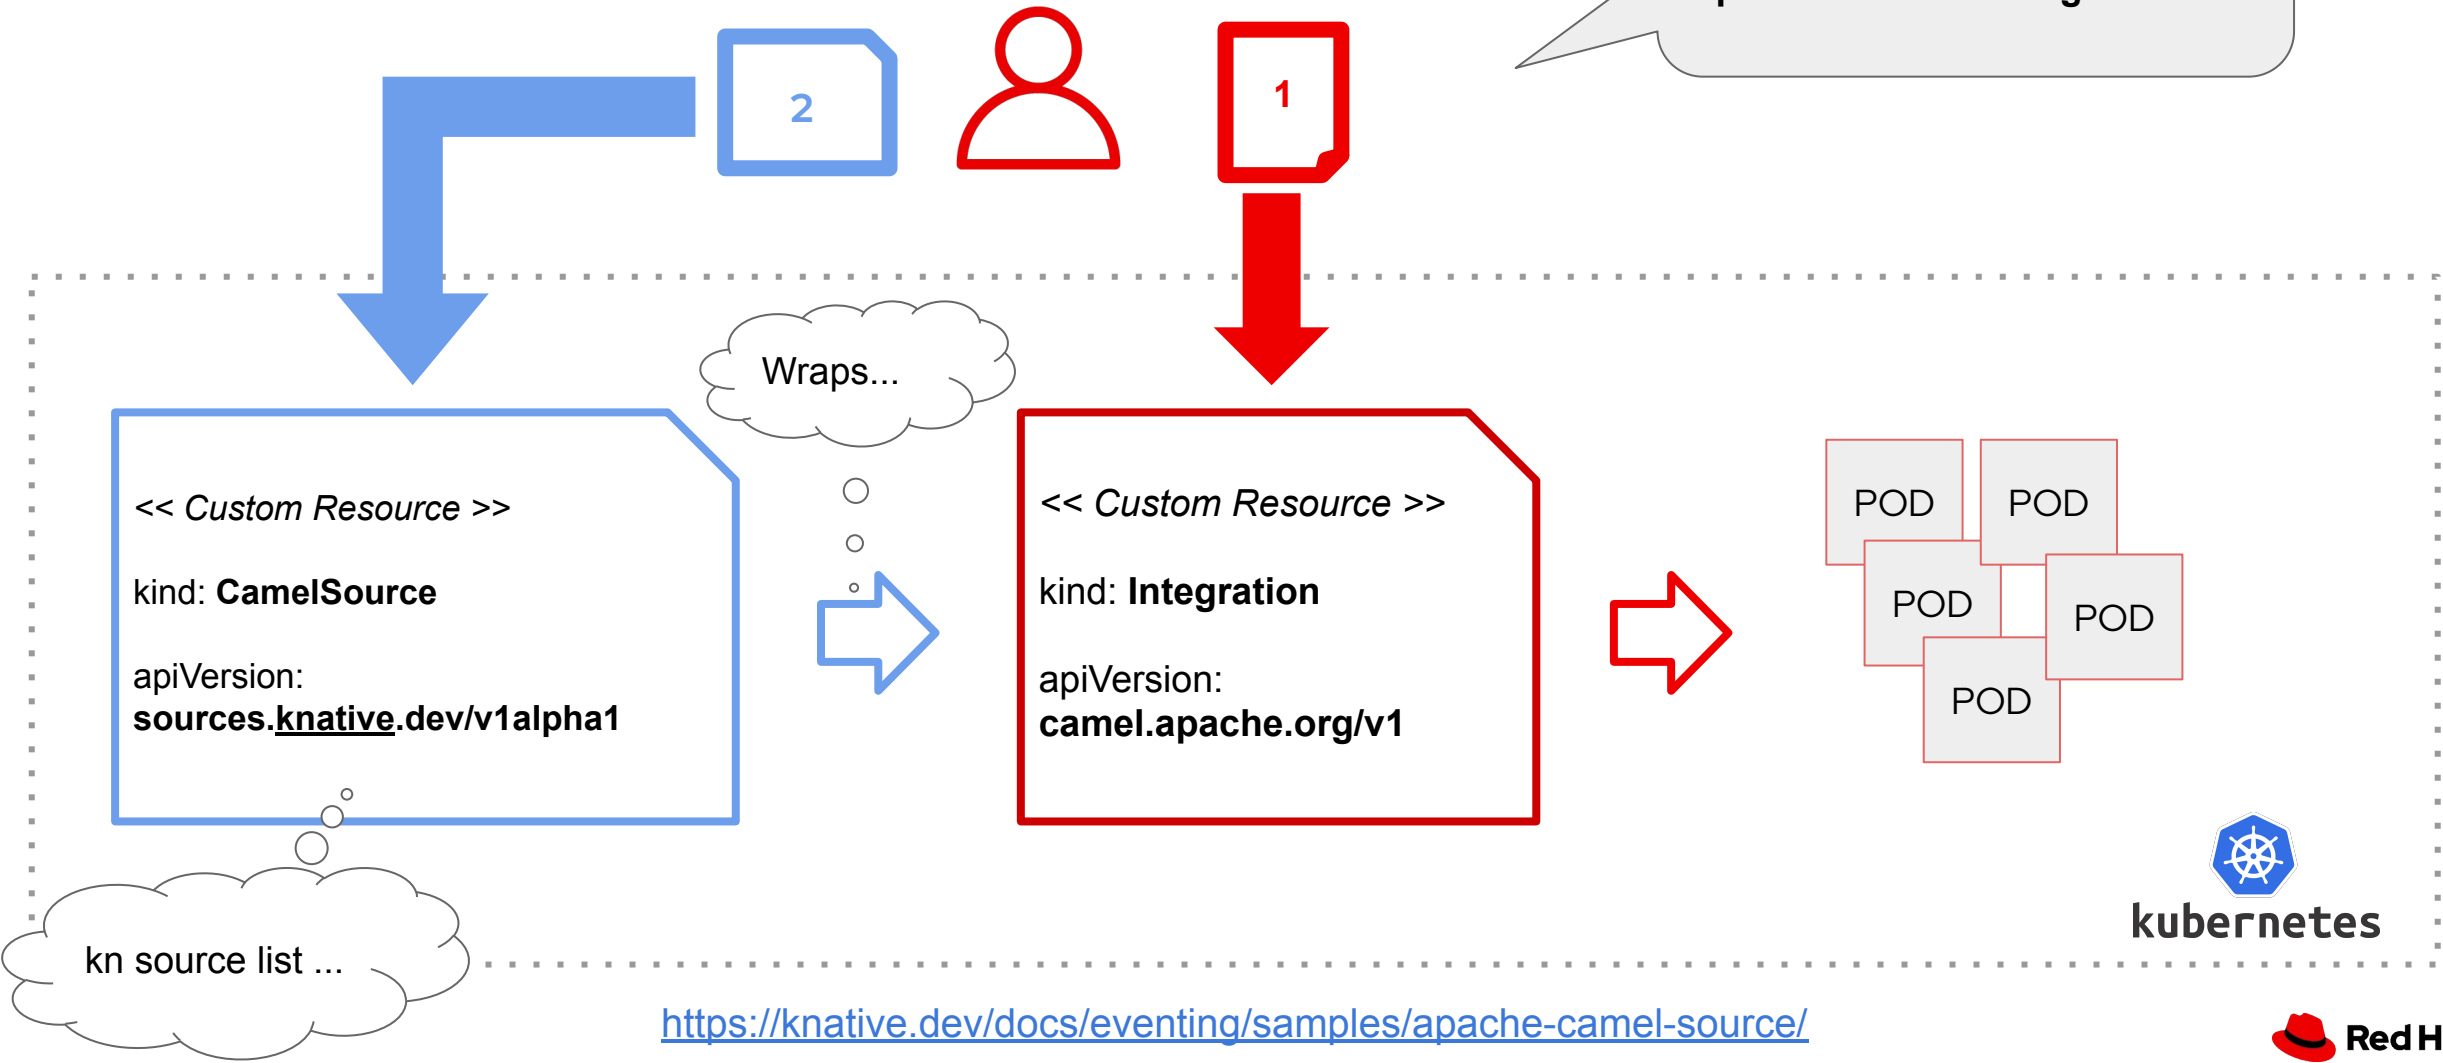 2
1
Wraps...
<< Custom Resource >>
kind: CamelSource
apiVersion:
sources.knative.dev/v1alpha1
<< Custom Resource >>
kind: Integration
apiVersion:
camel.apache.org/v1
POD
POD
POD
POD
POD
kubernetes
kn source list ...
https://knative.dev/docs/eventing/samples/apache-camel-source/
Red H